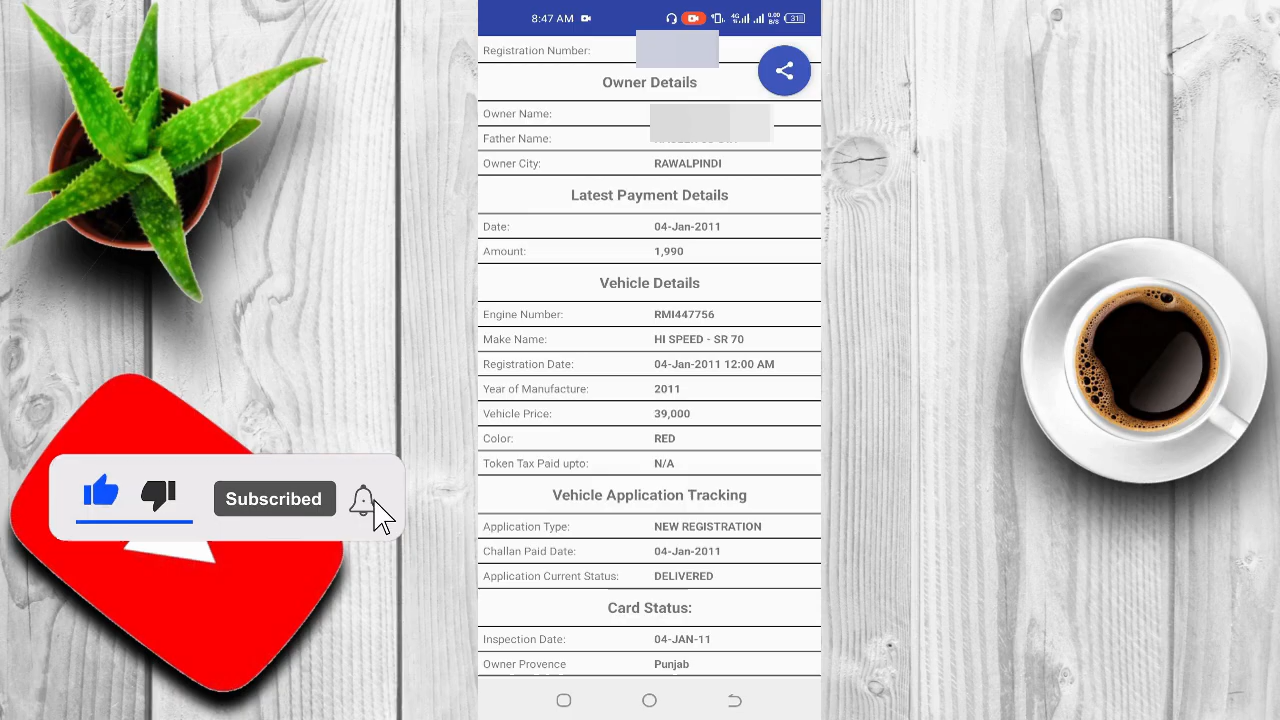 8:47 AM
4G
0.00
B/S
31
Registration Number:
Owner Details
Owner Name:
Father Name:
Owner City: RAWALPINDI
Latest Payment Details
Date: 04-Jan-2011
Amount: 1,990
Vehicle Details
Engine Number: RMI447756
Make Name: HI SPEED - SR 70
Registration Date: 04-Jan-2011 12:00 AM
Year of Manufacture: 2011
Vehicle Price: 39,000
Color: RED
Token Tax Paid upto: N/A
Vehicle Application Tracking
Application Type: NEW REGISTRATION
Challan Paid Date: 04-Jan-2011
Application Current Status: DELIVERED
Card Status:
Inspection Date: 04-JAN-11
Owner Provence Punjab
Subscribed